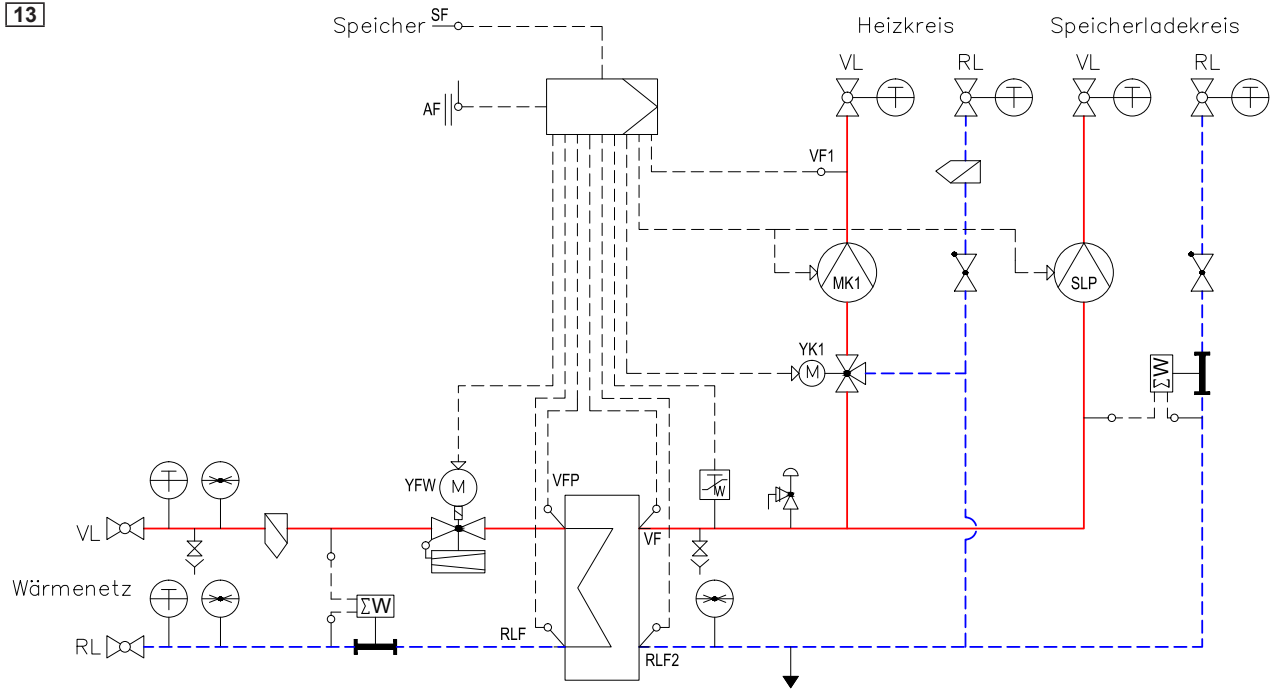 13
Speicher SF
Heizkreis
Speicherladekreis
VL
RL
VL
RL
T
T
T
T
AF
VF1
MK1
SLP
YK1
M
ΣW
YFW
M
VFP
W
VL
T
VF
Wärmenetz
T
ΣW
RL
RLF
RLF2